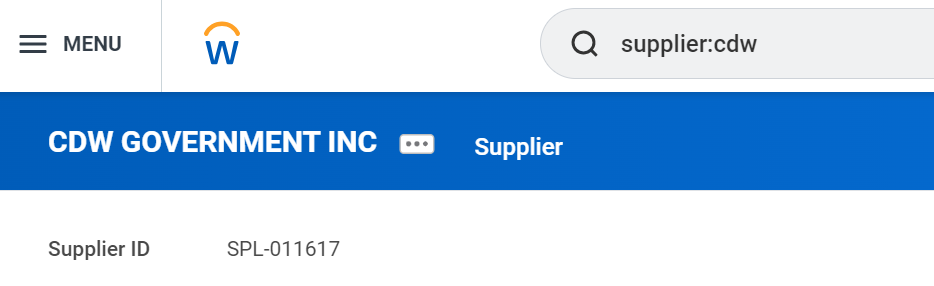 MENU
W
supplier:cdw
CDW GOVERNMENT INC
Supplier
Supplier ID SPL-011617